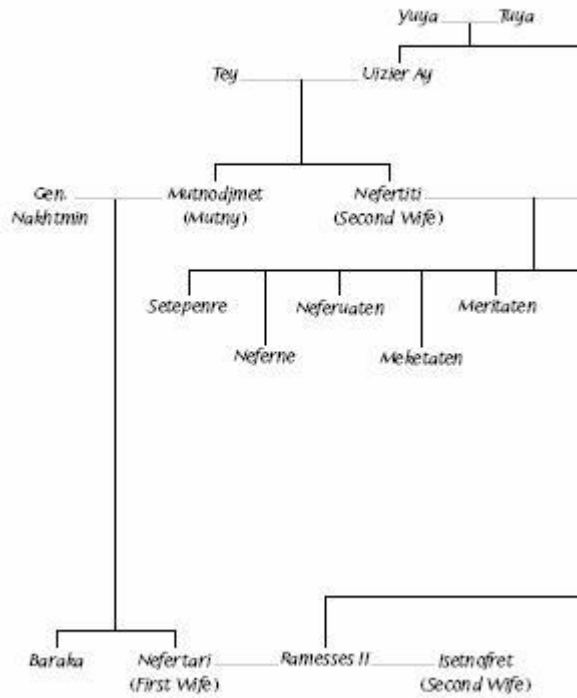 Yuya Tuya
Tey Uizier Ay
Gen. Nakhtmin
Mutnodjmet (Mutny)
Nefertiti (Second Wife)
Setepenre Neferuaten Meritaten
Neferne Meketaten
Baraka
Nefertari (First Wife)
Ramesses II
Isetnofret (Second Wife)